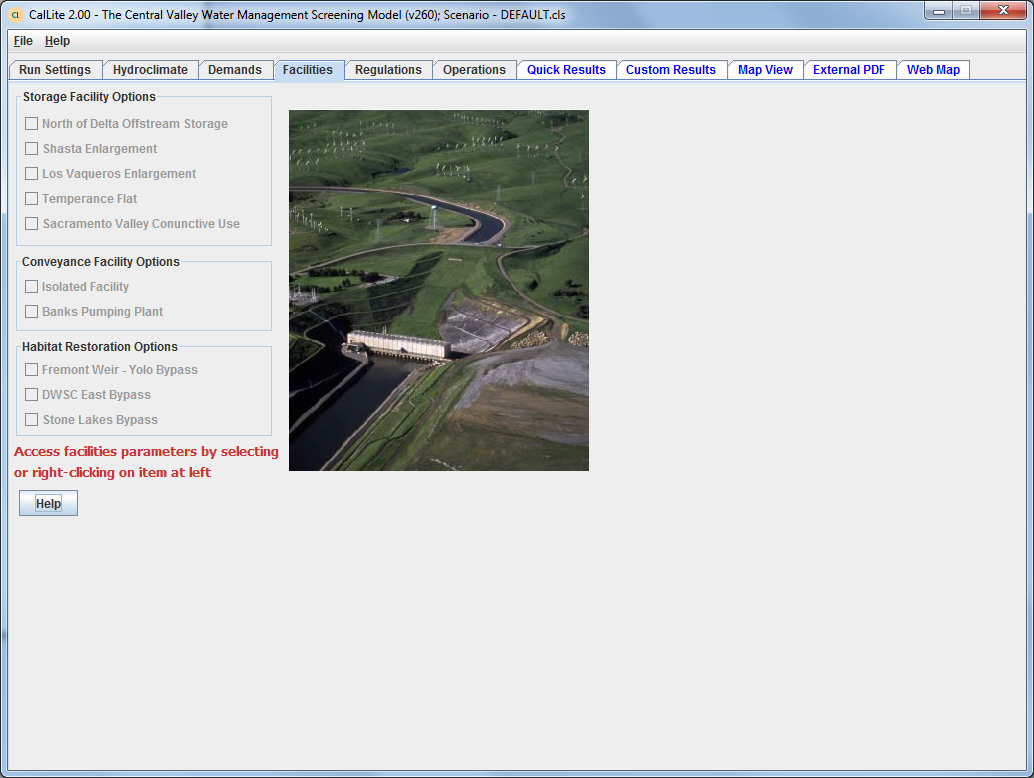 CL CalLite 2.00 - The Central Valley Water Management Screening Model (v260); Scenario - DEFAULT.cls
File Help
Run Settings Hydroclimate Demands Facilities Regulations Operations Quick Results Custom Results Map View External PDF Web Map
Storage Facility Options
North of Delta Offstream Storage
Shasta Enlargement
Los Vaqueros Enlargement
Temperance Flat
Sacramento Valley Conunctive Use
Conveyance Facility Options
Isolated Facility
Banks Pumping Plant
Habitat Restoration Options
Fremont Weir - Yolo Bypass
DWSC East Bypass
Stone Lakes Bypass
Access facilities parameters by selecting
or right-clicking on item at left
Help